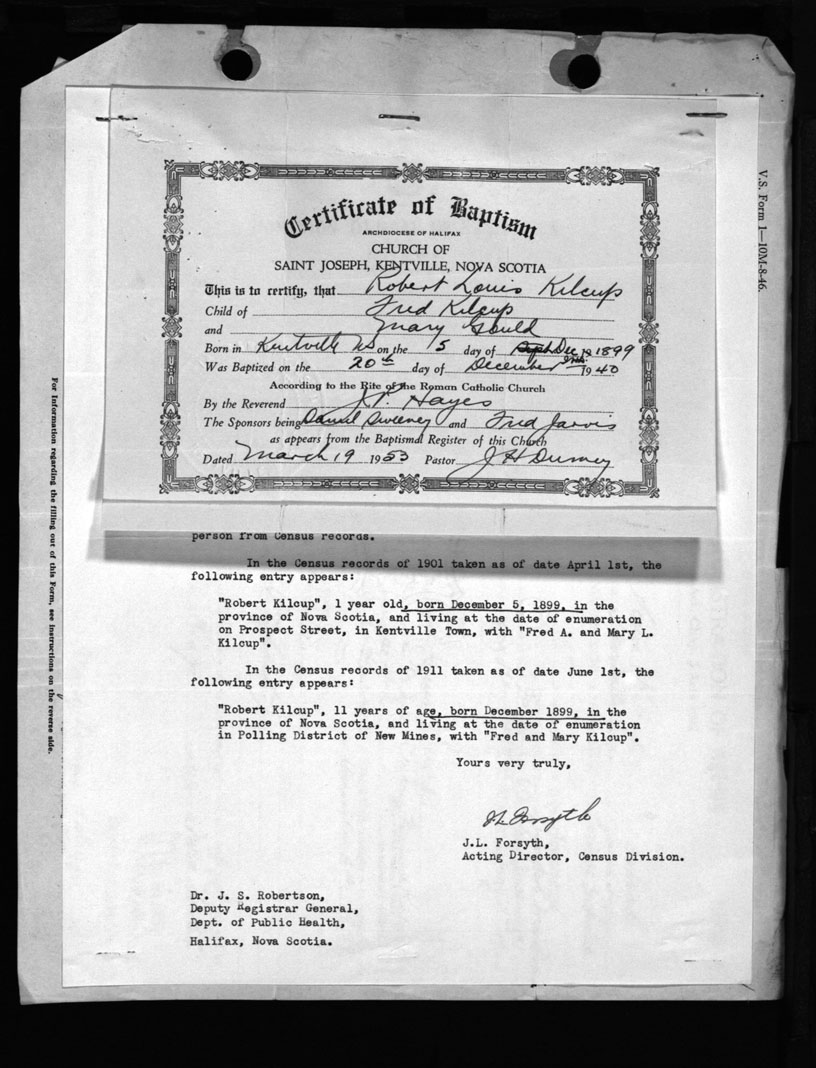 Certificate of Baptism
ARCHDIOCESE OF HALIFAX
CHURCH OF
SAINT JOSEPH, KENTVILLE, NOVA SCOTIA
This is to certify, that Robert Louis Kilcup
Child of Fred Kilcup
and Mary Gould
Born in Kentville NS on the 5 day of Sept Dec 19 1899
Was Baptized on the 20th day of December 1940
According to the Rite of the Roman Catholic Church
By the Reverend J.P. Hayes
The Sponsors being Daniel Sweeney and Fred Jarvis
as appears from the Baptismal Register of this Church
Dated March 19 1953 Pastor J H Durney
person from Census records.
In the Census records of 1901 taken as of date April 1st, the
following entry appears:
"Robert Kilcup", 1 year old, born December 5, 1899, in the
province of Nova Scotia, and living at the date of enumeration
on Prospect Street, in Kentville Town, with "Fred A. and Mary L.
Kilcup".
In the Census records of 1911 taken as of date June 1st, the
following entry appears:
"Robert Kilcup", 11 years of age, born December 1899, in the
province of Nova Scotia, and living at the date of enumeration
in Polling District of New Mines, with "Fred and Mary Kilcup".
Yours very truly,
J L Forsyth
J.L. Forsyth,
Acting Director, Census Division.
Dr. J. S. Robertson,
Deputy Registrar General,
Dept. of Public Health,
Halifax, Nova Scotia.
V.S. Form 1—10M-8-46.
For Information regarding the filling out of this Form, see Instructions on the reverse side.